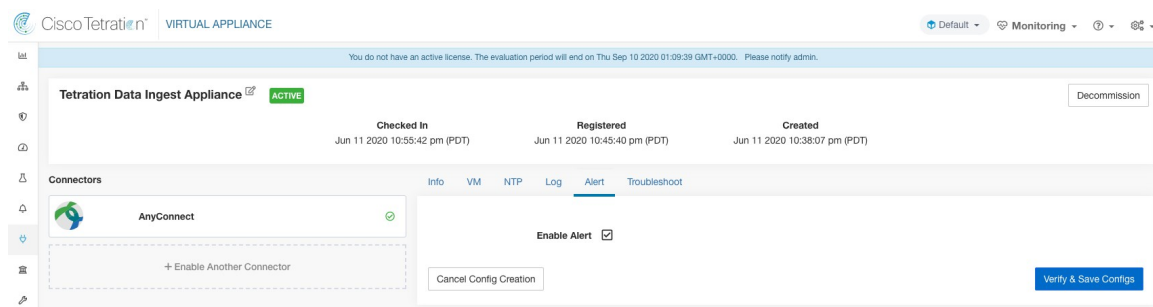 Cisco Tetration™ VIRTUAL APPLIANCE Default Monitoring ?
You do not have an active license. The evaluation period will end on Thu Sep 10 2020 01:09:39 GMT+0000. Please notify admin.
Tetration Data Ingest Appliance ACTIVE Decommission
Checked In Registered Created
Jun 11 2020 10:55:42 pm (PDT) Jun 11 2020 10:45:40 pm (PDT) Jun 11 2020 10:38:07 pm (PDT)
Connectors Info VM NTP Log Alert Troubleshoot
AnyConnect
Enable Alert
+ Enable Another Connector
Cancel Config Creation Verify & Save Configs